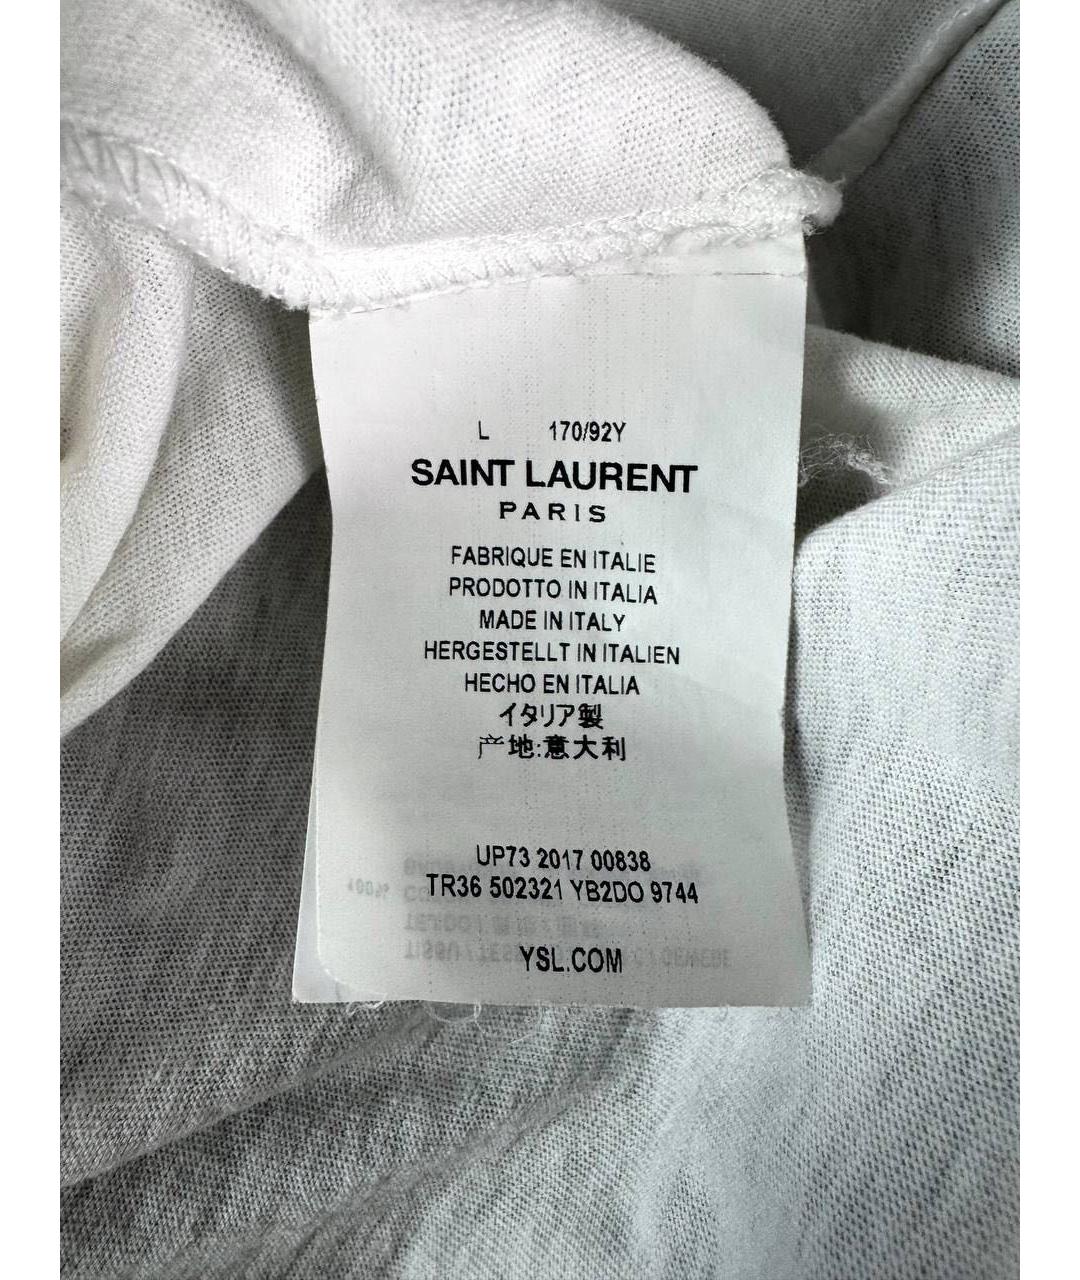 L 170/92Y
SAINT LAURENT
PARIS
FABRIQUE EN ITALIE
PRODOTTO IN ITALIA
MADE IN ITALY
HERGESTELLT IN ITALIEN
HECHO EN ITALIA
イタリア製
产地:意大利
UP73 2017 00838
TR36 502321 YB2DO 9744
YSL.COM